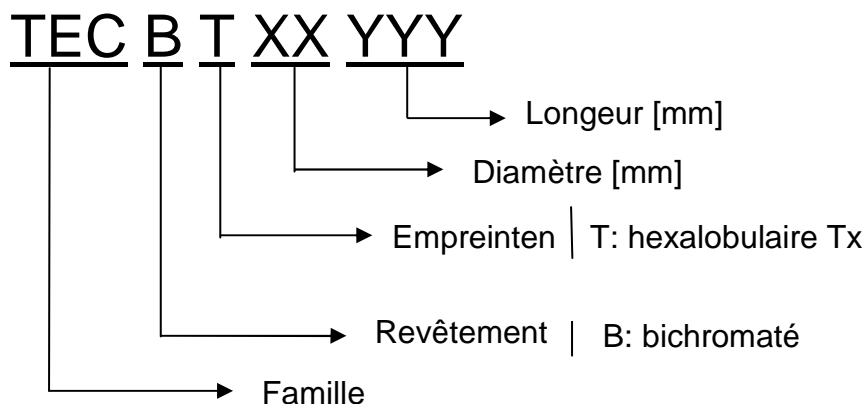 TEC B T XX YYY
Longeur [mm]
Diamètre [mm]
Empreinten | T: hexalobulaire Tx
Revêtement | B: bichromaté
Famille